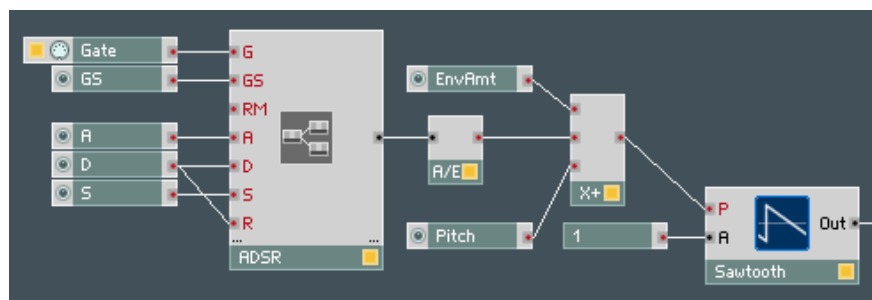 Gate
GS
A
D
S
G
GS
RM
A
D
S
R
...
...
ADSR
EnvAmt
A/E
Pitch
X+
1
P
A
Out
Sawtooth